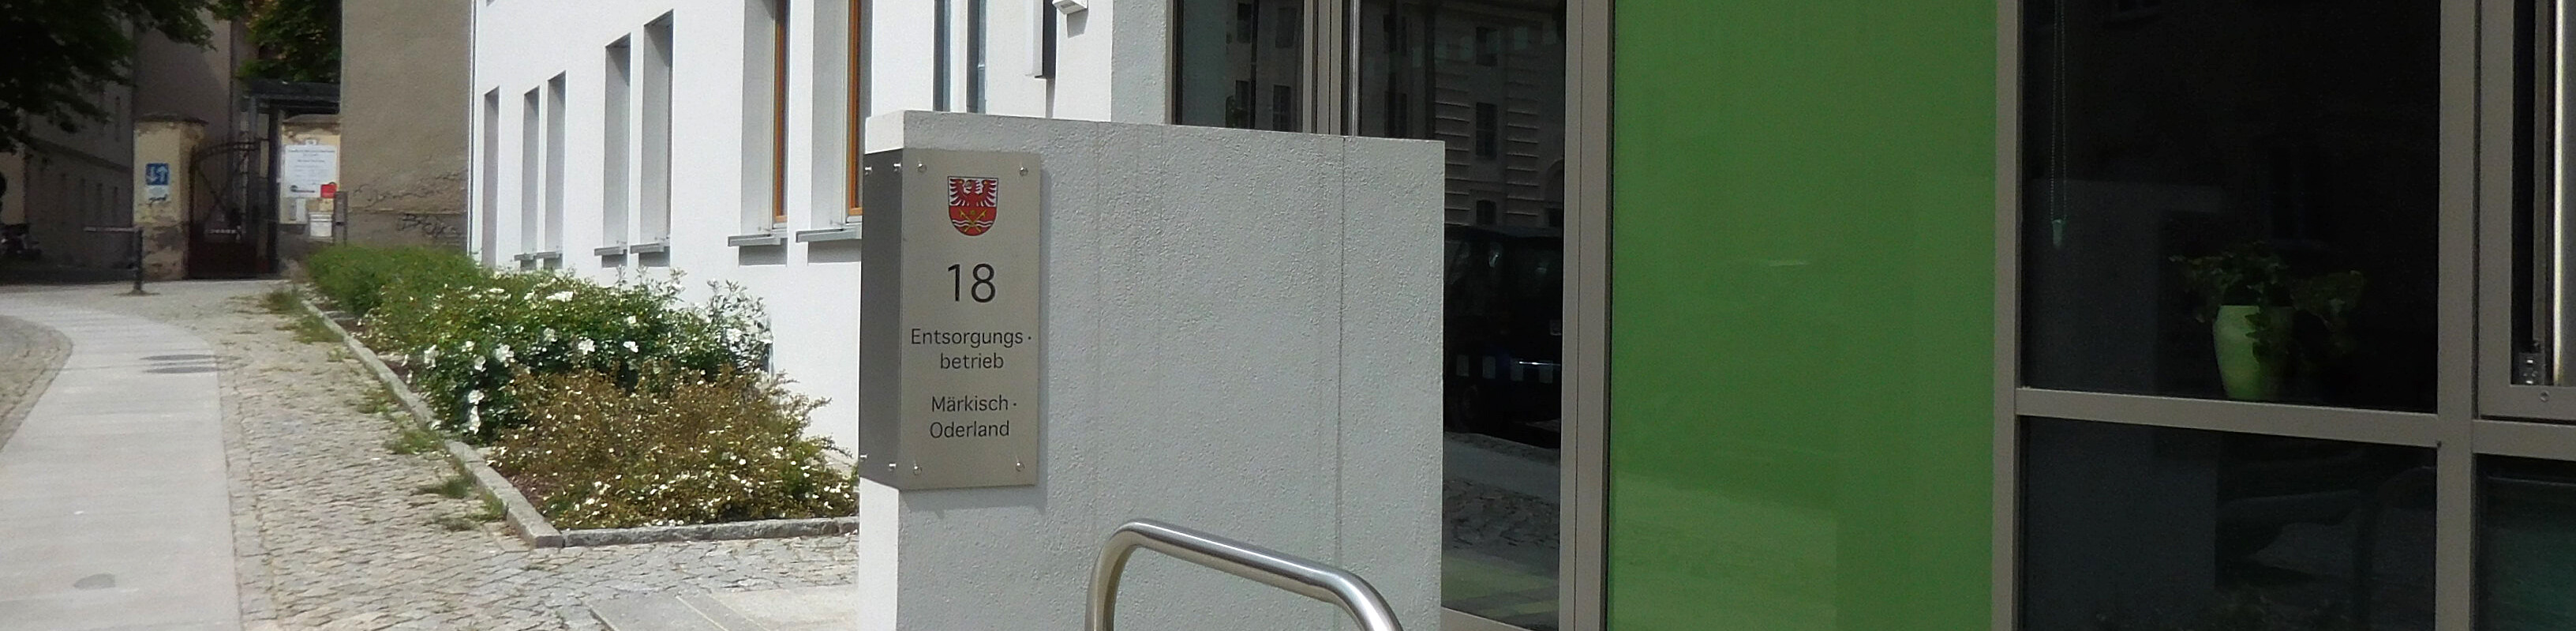 18
Entsorgungs·
betrieb
Märkisch·
Oderland